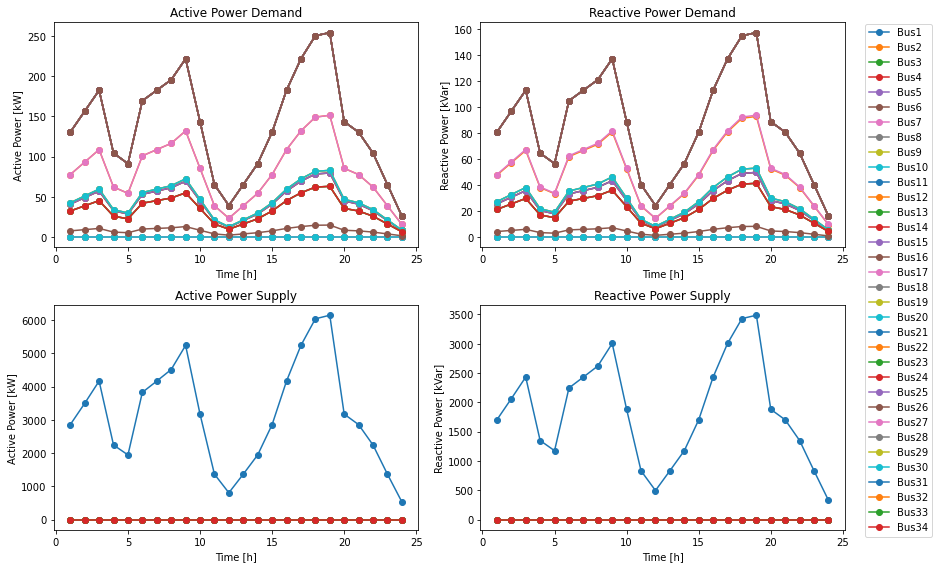 Active Power Demand
Active Power [kW]
250
200
150
100
50
0
0 5 10 15 20 25
Time [h]
Reactive Power Demand
Reactive Power [kVar]
160
140
120
100
80
60
40
20
0
0 5 10 15 20 25
Time [h]
Bus1
Bus2
Bus3
Bus4
Bus5
Bus6
Bus7
Bus8
Bus9
Bus10
Bus11
Bus12
Bus13
Bus14
Bus15
Bus16
Bus17
Bus18
Bus19
Bus20
Bus21
Bus22
Bus23
Bus24
Bus25
Bus26
Bus27
Bus28
Bus29
Bus30
Bus31
Bus32
Bus33
Bus34
Active Power Supply
Active Power [kW]
6000
5000
4000
3000
2000
1000
0
0 5 10 15 20 25
Time [h]
Reactive Power Supply
Reactive Power [kVar]
3500
3000
2500
2000
1500
1000
500
0
0 5 10 15 20 25
Time [h]